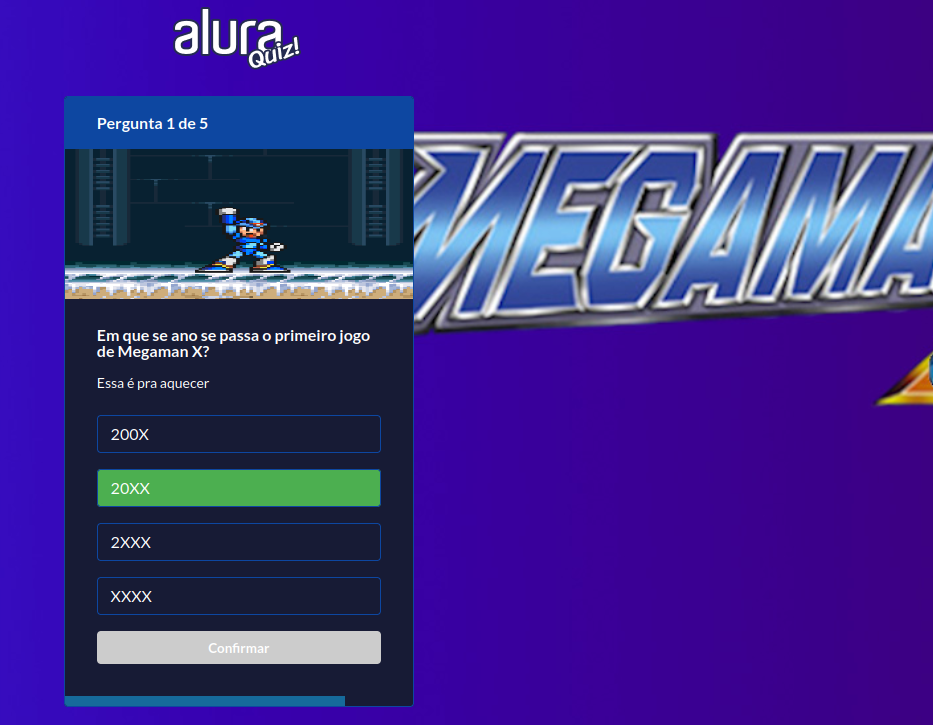 alura
Quiz!
Pergunta 1 de 5
MEGAMA
Em que se ano se passa o primeiro jogo
de Megaman X?
Essa é pra aquecer
200X
20XX
2XXX
XXXX
Confirmar